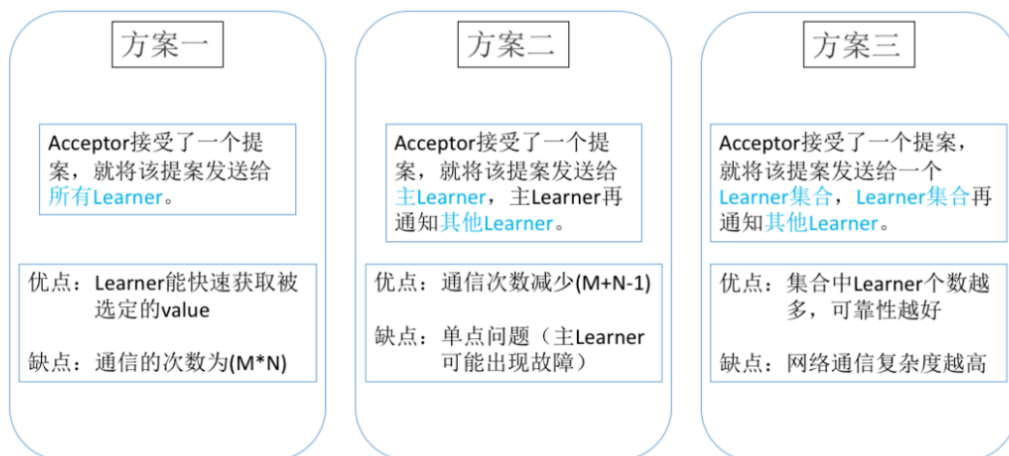 方案一
Acceptor接受了一个提
案，就将该提案发送给
所有Learner。
优点：Learner能快速获取被
选定的value
缺点：通信的次数为(M*N)
方案二
Acceptor接受了一个提
案，就将该提案发送给
主Learner，主Learner再
通知其他Learner。
优点：通信次数减少(M+N-1)
缺点：单点问题（主Learner
可能出现故障）
方案三
Acceptor接受了一个提案，
就将该提案发送给一个
Learner集合，Learner集合再
通知其他Learner。
优点：集合中Learner个数越
多，可靠性越好
缺点：网络通信复杂度越高